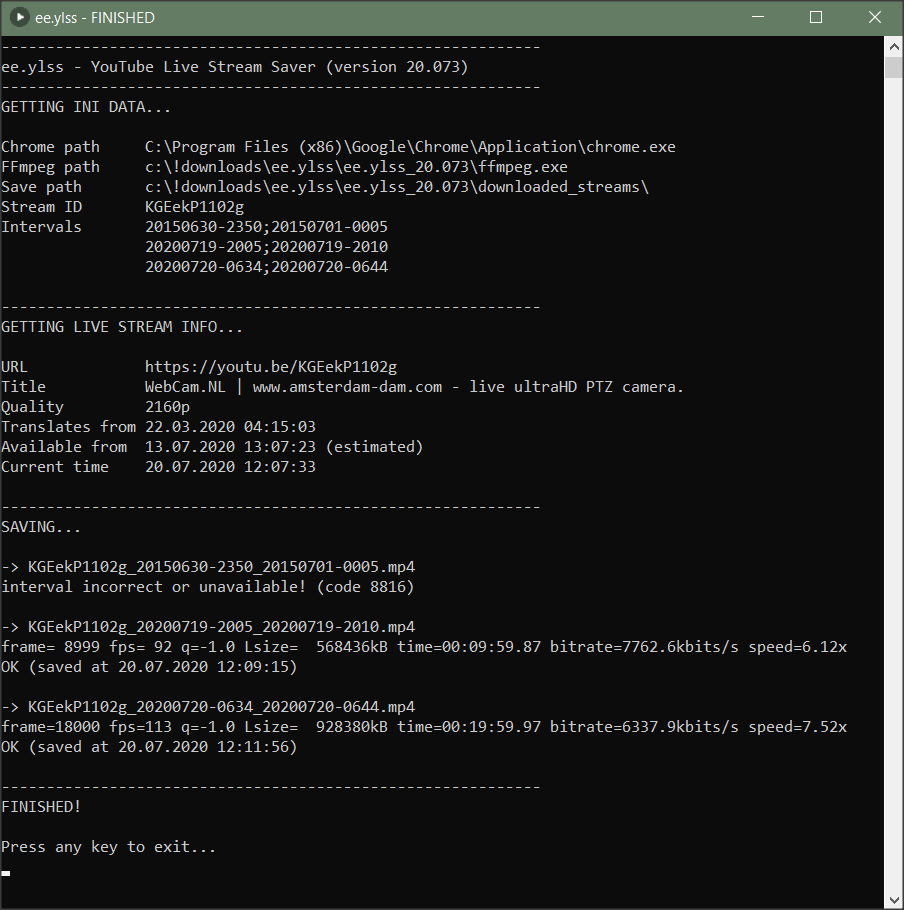 ee.ylss - FINISHED
------------------------------------------------------------
ee.ylss - YouTube Live Stream Saver (version 20.073)
------------------------------------------------------------
GETTING INI DATA...
Chrome path     C:\Program Files (x86)\Google\Chrome\Application\chrome.exe
FFmpeg path     c:\!downloads\ee.ylss\ee.ylss_20.073\ffmpeg.exe
Save path       c:\!downloads\ee.ylss\ee.ylss_20.073\downloaded_streams\
Stream ID       KGEekP1102g
Intervals       20150630-2350;20150701-0005
                20200719-2005;20200719-2010
                20200720-0634;20200720-0644
------------------------------------------------------------
GETTING LIVE STREAM INFO...
URL             https://youtu.be/KGEekP1102g
Title           WebCam.NL | www.amsterdam-dam.com - live ultraHD PTZ camera.
Quality         2160p
Translates from 22.03.2020 04:15:03
Available from  13.07.2020 13:07:23 (estimated)
Current time    20.07.2020 12:07:33
------------------------------------------------------------
SAVING...
-> KGEekP1102g_20150630-2350_20150701-0005.mp4
interval incorrect or unavailable! (code 8816)
-> KGEekP1102g_20200719-2005_20200719-2010.mp4
frame= 8999 fps= 92 q=-1.0 Lsize=  568436kB time=00:09:59.87 bitrate=7762.6kbits/s speed=6.12x
OK (saved at 20.07.2020 12:09:15)
-> KGEekP1102g_20200720-0634_20200720-0644.mp4
frame=18000 fps=113 q=-1.0 Lsize=  928380kB time=00:19:59.97 bitrate=6337.9kbits/s speed=7.52x
OK (saved at 20.07.2020 12:11:56)
------------------------------------------------------------
FINISHED!
Press any key to exit...